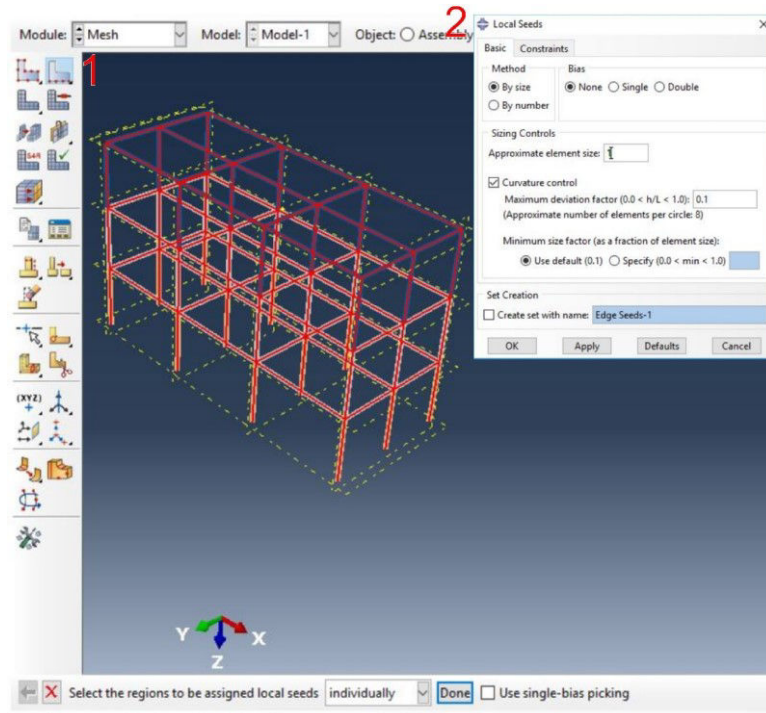 Module: Mesh Model: Model-1 Object: Assembly
1
2
Local Seeds
Basic Constraints
Method Bias
By size None Single Double
By number
Sizing Controls
Approximate element size:
Curvature control
Maximum deviation factor (0.0 < h/L < 1.0): 0.1
(Approximate number of elements per circle: 8)
Minimum size factor (as a fraction of element size):
Use default (0.1) Specify (0.0 < min < 1.0)
Set Creation
Create set with name: Edge Seeds-1
OK Apply Defaults Cancel
S4R
(XYZ)
Y X
Z
Select the regions to be assigned local seeds individually Done Use single-bias picking